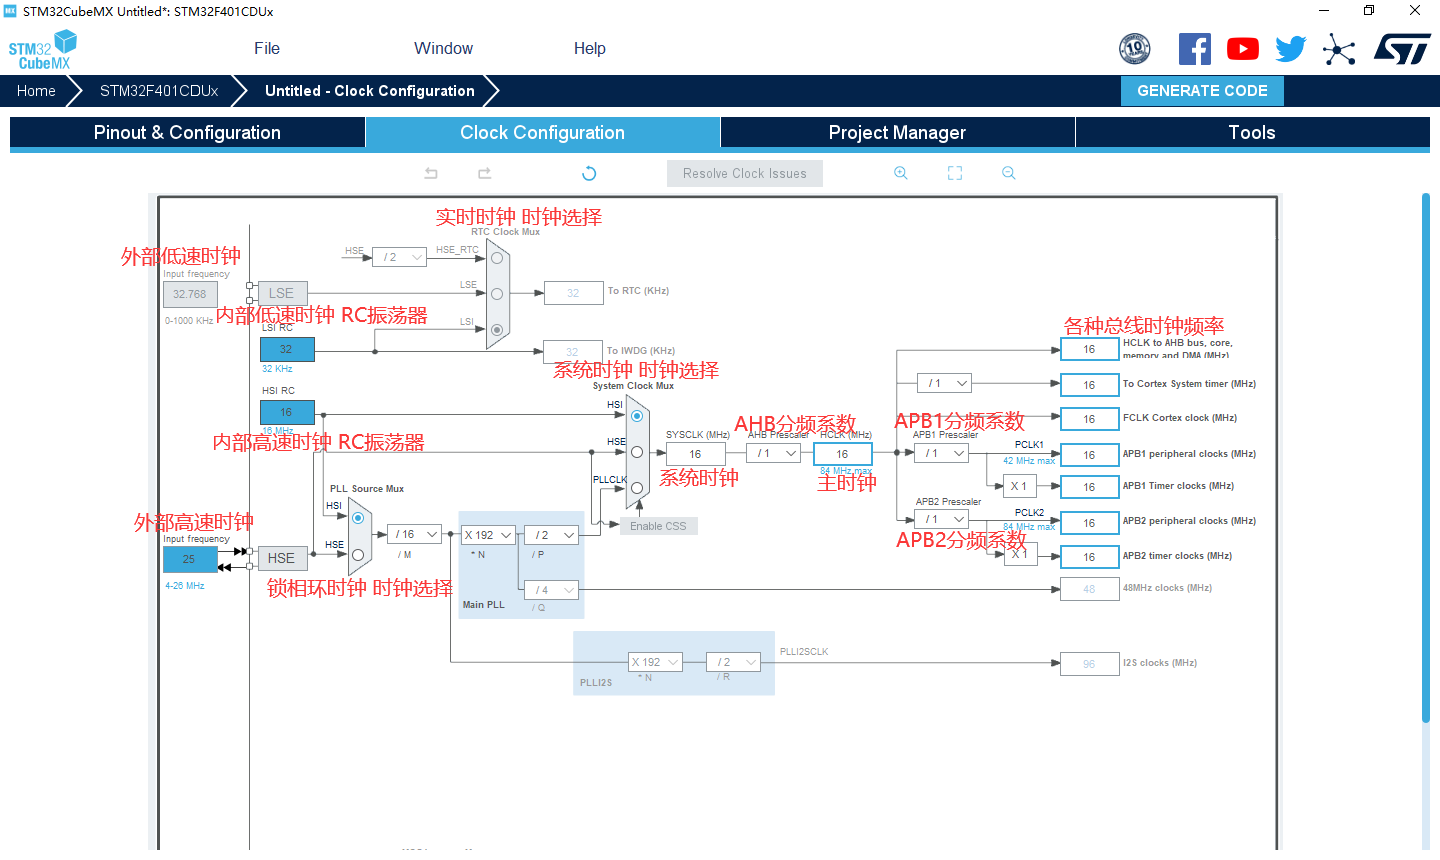 STM32CubeMX Untitled*: STM32F401CDUx
STM32
CubeMX
File
Window
Help
10
Home
STM32F401CDUx
Untitled - Clock Configuration
GENERATE CODE
Pinout & Configuration
Clock Configuration
Project Manager
Tools
Resolve Clock Issues
实时时钟 时钟选择
RTC Clock Mux
外部低速时钟
Input frequency
32.768
0-1000 KHz
LSE
HSE
/ 2
HSE_RTC
LSE
LSI
32
To RTC (KHz)
内部低速时钟 RC振荡器
LSI RC
32
32 KHz
32
To IWDG (KHz)
系统时钟 时钟选择
System Clock Mux
HSI RC
16
16 MHz
内部高速时钟 RC振荡器
HSI
HSE
PLLCLK
Enable CSS
SYSCLK (MHz)
16
系统时钟
AHB分频系数
AHB Prescaler
/ 1
HCLK (MHz)
16
84 MHz max
主时钟
各种总线时钟频率
16
HCLK to AHB bus, core,
memory and DMA (MHz)
/ 1
16
To Cortex System timer (MHz)
16
FCLK Cortex clock (MHz)
APB1分频系数
APB1 Prescaler
/ 1
PCLK1
42 MHz max
16
APB1 peripheral clocks (MHz)
X 1
16
APB1 Timer clocks (MHz)
APB2 Prescaler
/ 1
PCLK2
84 MHz max
16
APB2 peripheral clocks (MHz)
APB2分频系数
X 1
16
APB2 timer clocks (MHz)
48
48MHz clocks (MHz)
96
I2S clocks (MHz)
PLL Source Mux
HSI
HSE
外部高速时钟
Input frequency
25
4-26 MHz
HSE
锁相环时钟 时钟选择
/ 16
/ M
X 192
* N
/ 2
/ P
/ 4
/ Q
Main PLL
X 192
* N
/ 2
/ R
PLLI2S
PLLI2SCLK